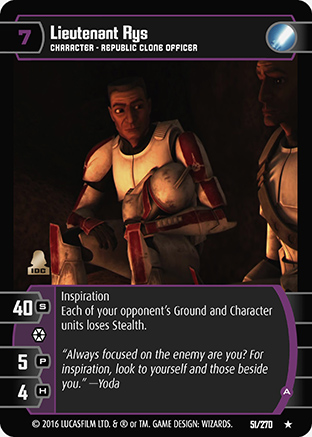 7
Lieutenant Rys
CHARACTER - REPUBLIC CLONE OFFICER
IDC
40 S
5 P
4 H
Inspiration
Each of your opponent's Ground and Character
units loses Stealth.
"Always focused on the enemy are you? For
inspiration, look to yourself and those beside
you." —Yoda
A
© 2016 LUCASFILM LTD. & ® or TM. GAME DESIGN: WIZARDS.
51/270